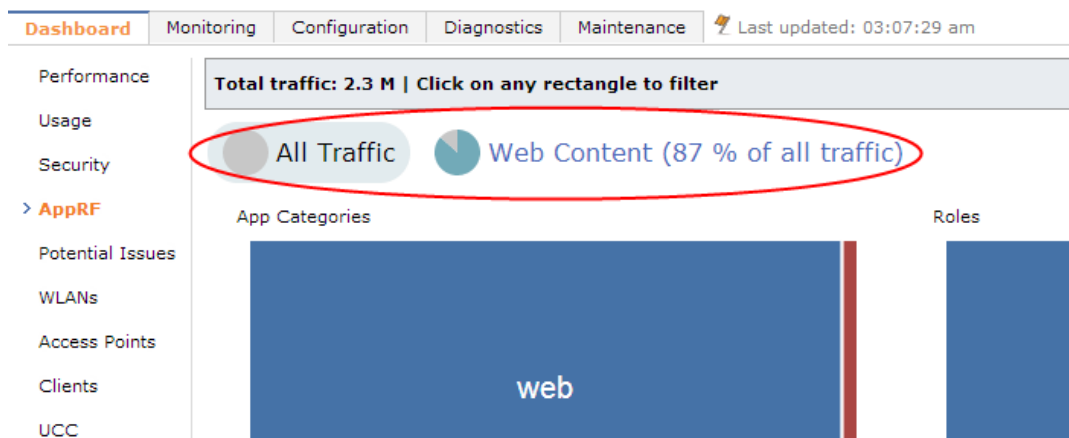 Dashboard Monitoring Configuration Diagnostics Maintenance Last updated: 03:07:29 am
Performance
Usage
Security
> AppRF
Potential Issues
WLANs
Access Points
Clients
UCC
Total traffic: 2.3 M | Click on any rectangle to filter
All Traffic Web Content (87 % of all traffic)
App Categories Roles
web